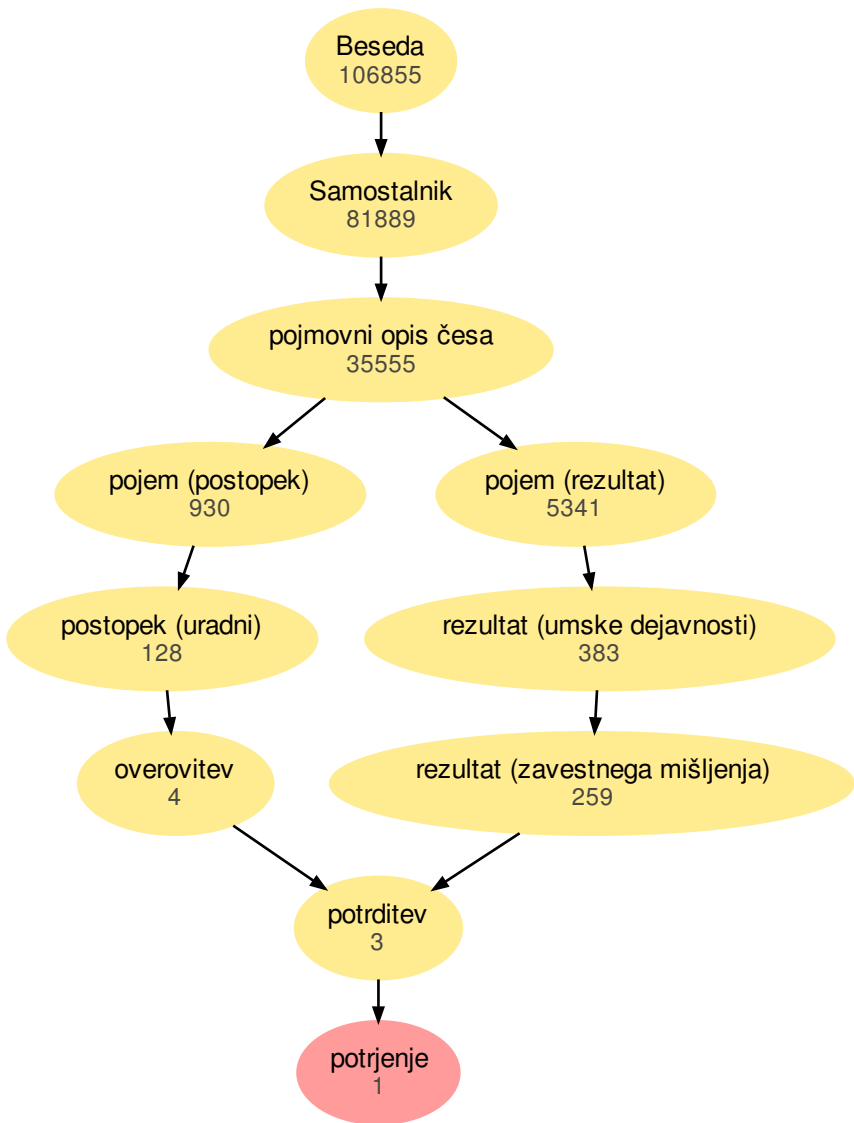 Beseda
106855
Samostalnik
81889
pojmovni opis česa
35555
pojem (postopek)
930
pojem (rezultat)
5341
postopek (uradni)
128
rezultat (umske dejavnosti)
383
overovitev
4
rezultat (zavestnega mišljenja)
259
potrditev
3
potrjenje
1